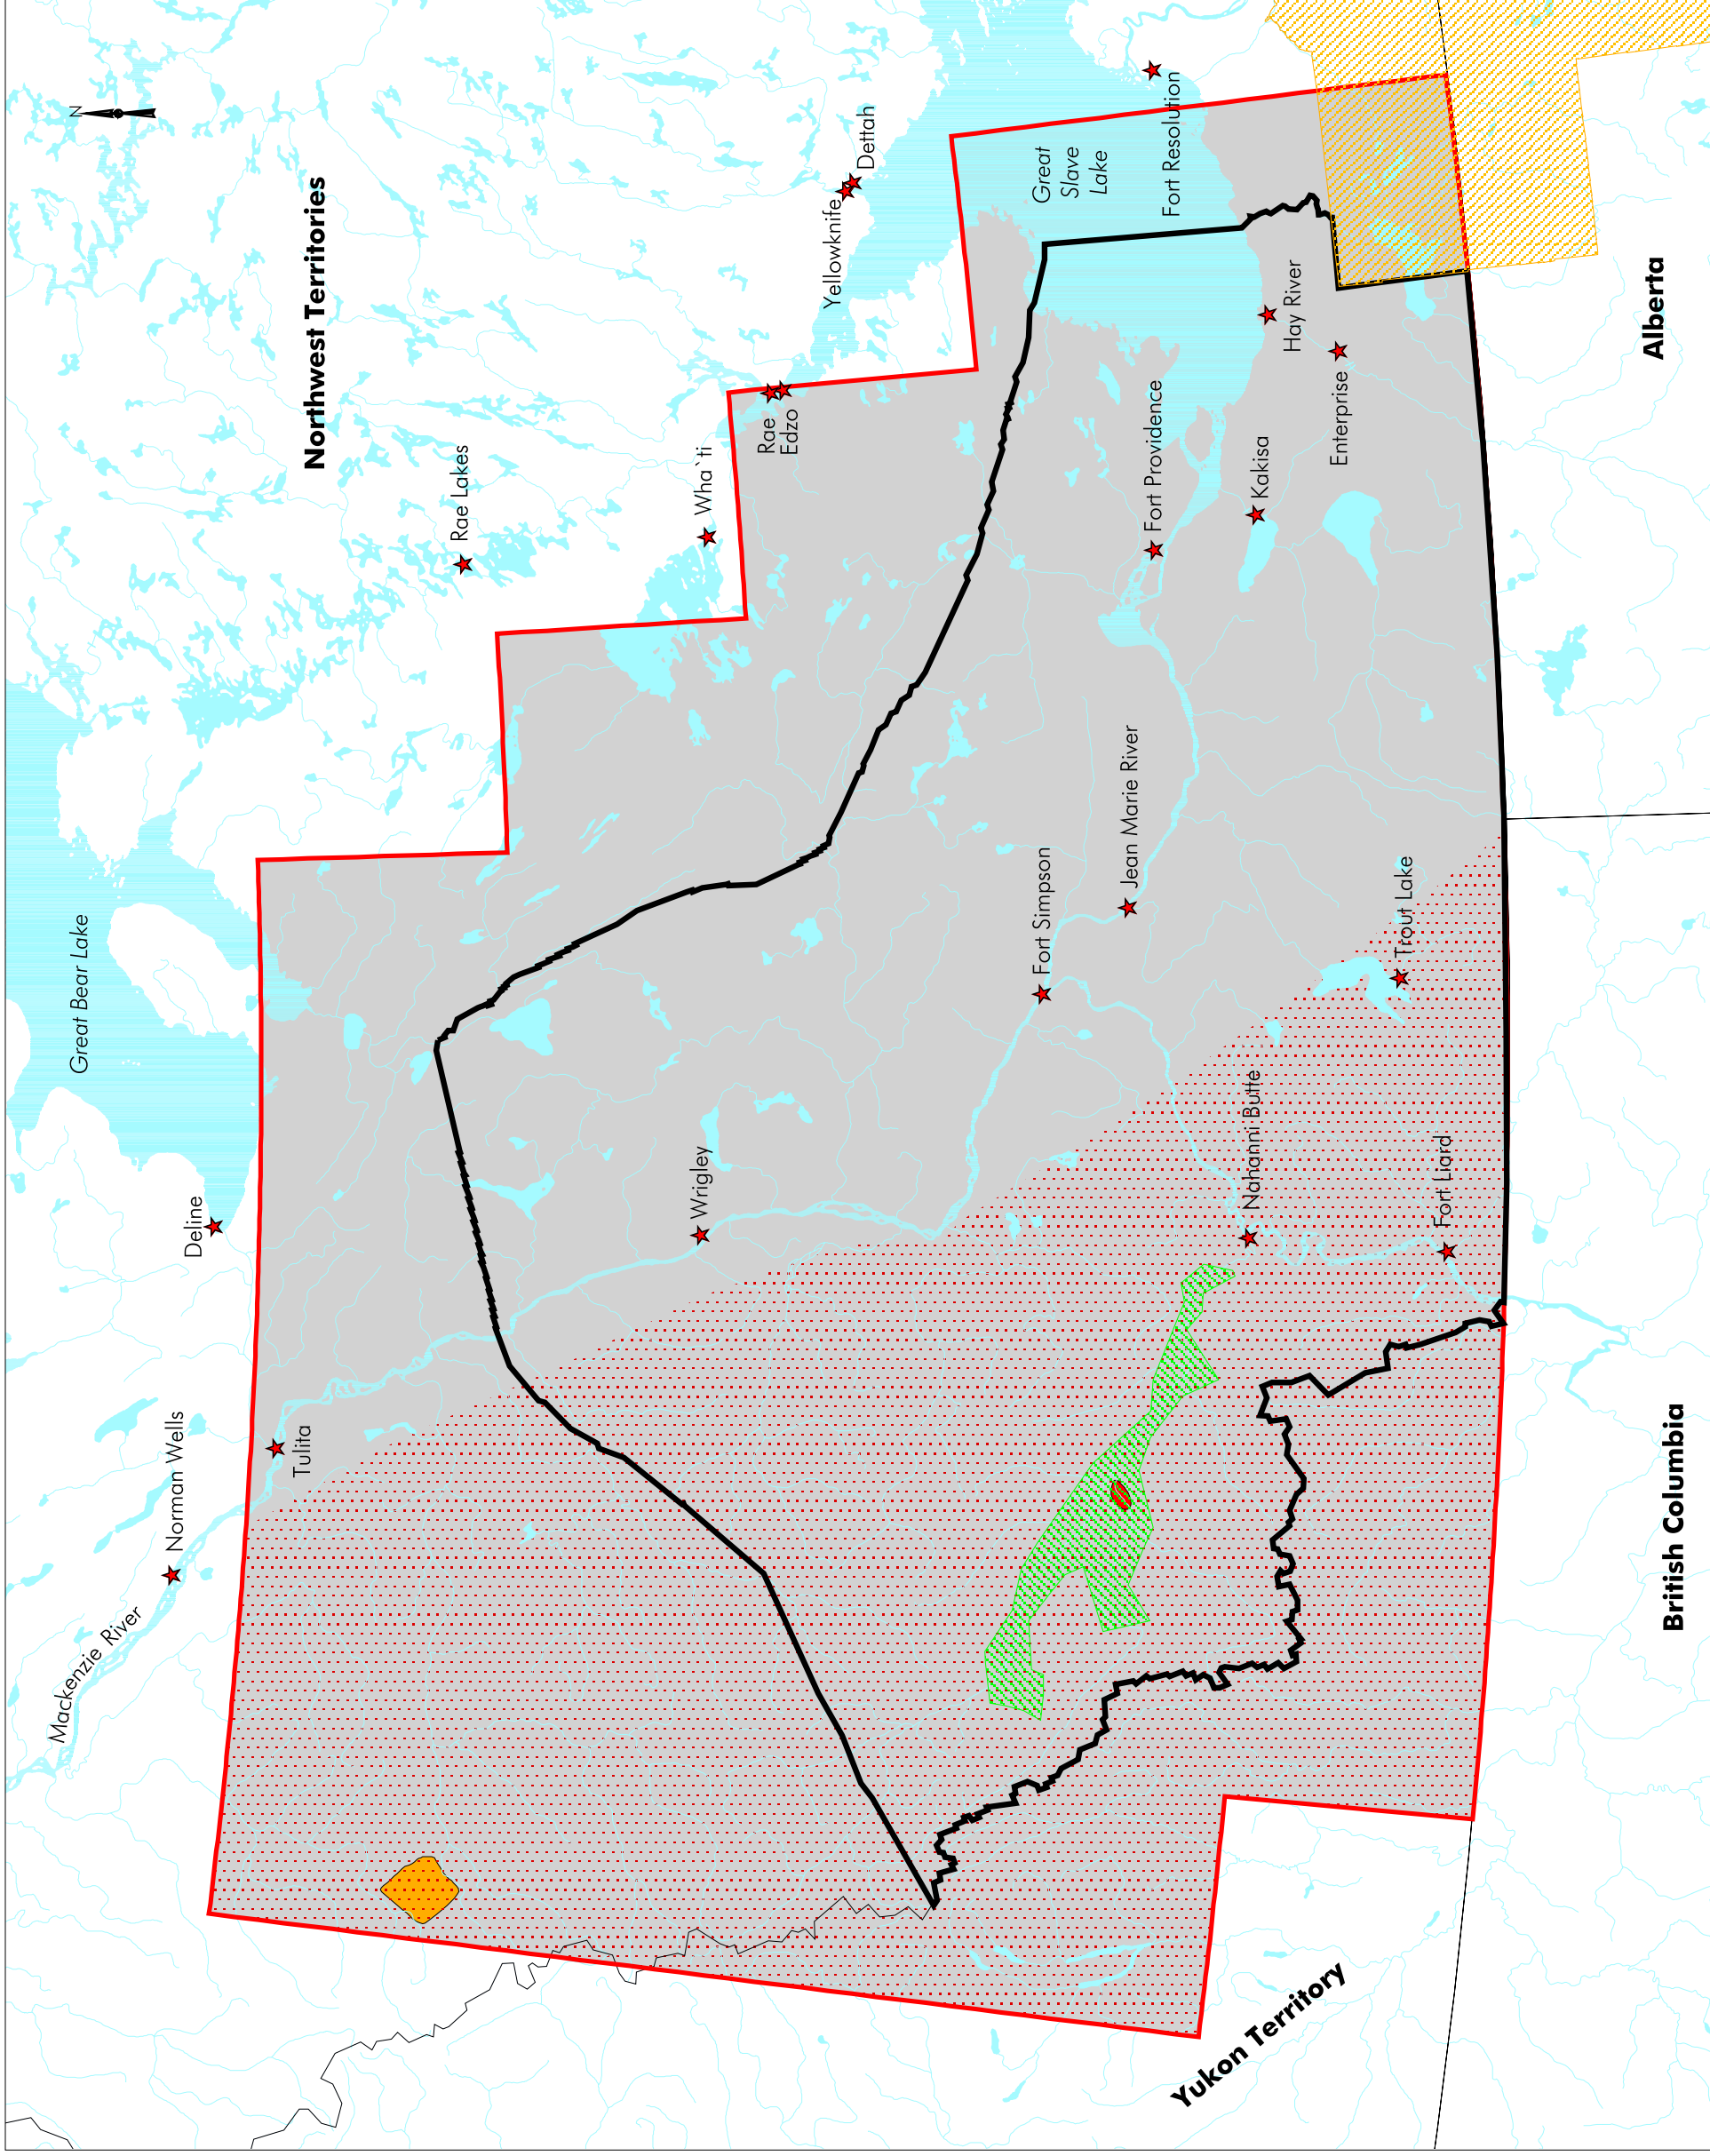 Great Bear Lake
Northwest Territories
N
Mackenzie River
Norman Wells
Deline
Tulita
Rae Lakes
Wha`ti
Rae
Edzo
Yellowknife
Dettah
Wrigley
Great
Slave
Lake
Fort Resolution
Fort Simpson
Jean Marie River
Fort Providence
Hay River
Kakisa
Enterprise
Nahanni Butte
Trout Lake
Fort Liard
Yukon Territory
British Columbia
Alberta